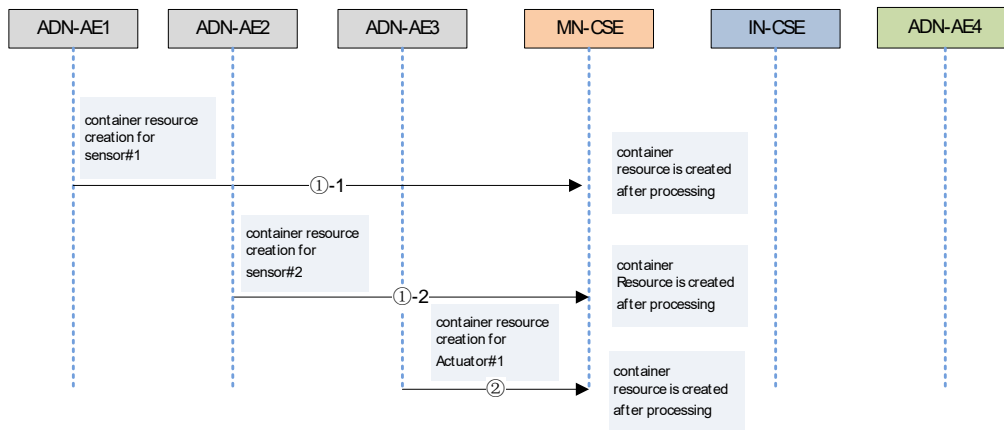 ADN-AE1
ADN-AE2
ADN-AE3
MN-CSE
IN-CSE
ADN-AE4
container resource
creation for
sensor#1
①-1
container
resource is created
after processing
container resource
creation for
sensor#2
①-2
container
Resource is created
after processing
container resource
creation for
Actuator#1
②
container
resource is created
after processing